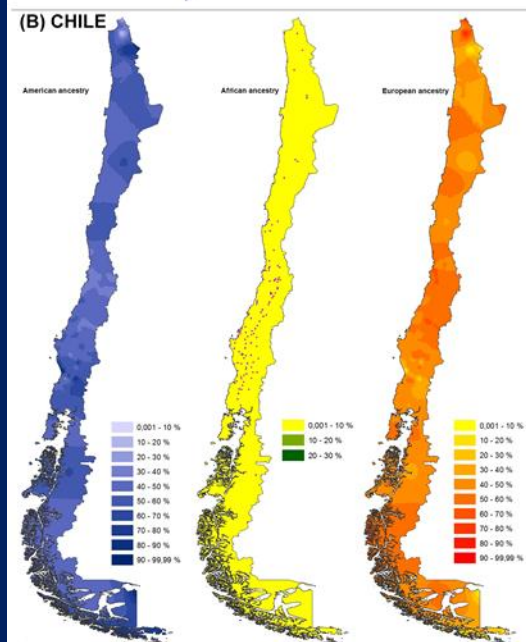 (B) CHILE
American ancestry
African ancestry
European ancestry
0,001 - 10 %
10 - 20 %
20 - 30 %
30 - 40 %
40 - 50 %
50 - 60 %
60 - 70 %
70 - 80 %
80 - 90 %
90 - 99,99 %
0,001 - 10 %
10 - 20 %
20 - 30 %
0,001 - 10 %
10 - 20 %
20 - 30 %
30 - 40 %
40 - 50 %
50 - 60 %
60 - 70 %
70 - 80 %
80 - 90 %
90 - 99,99 %